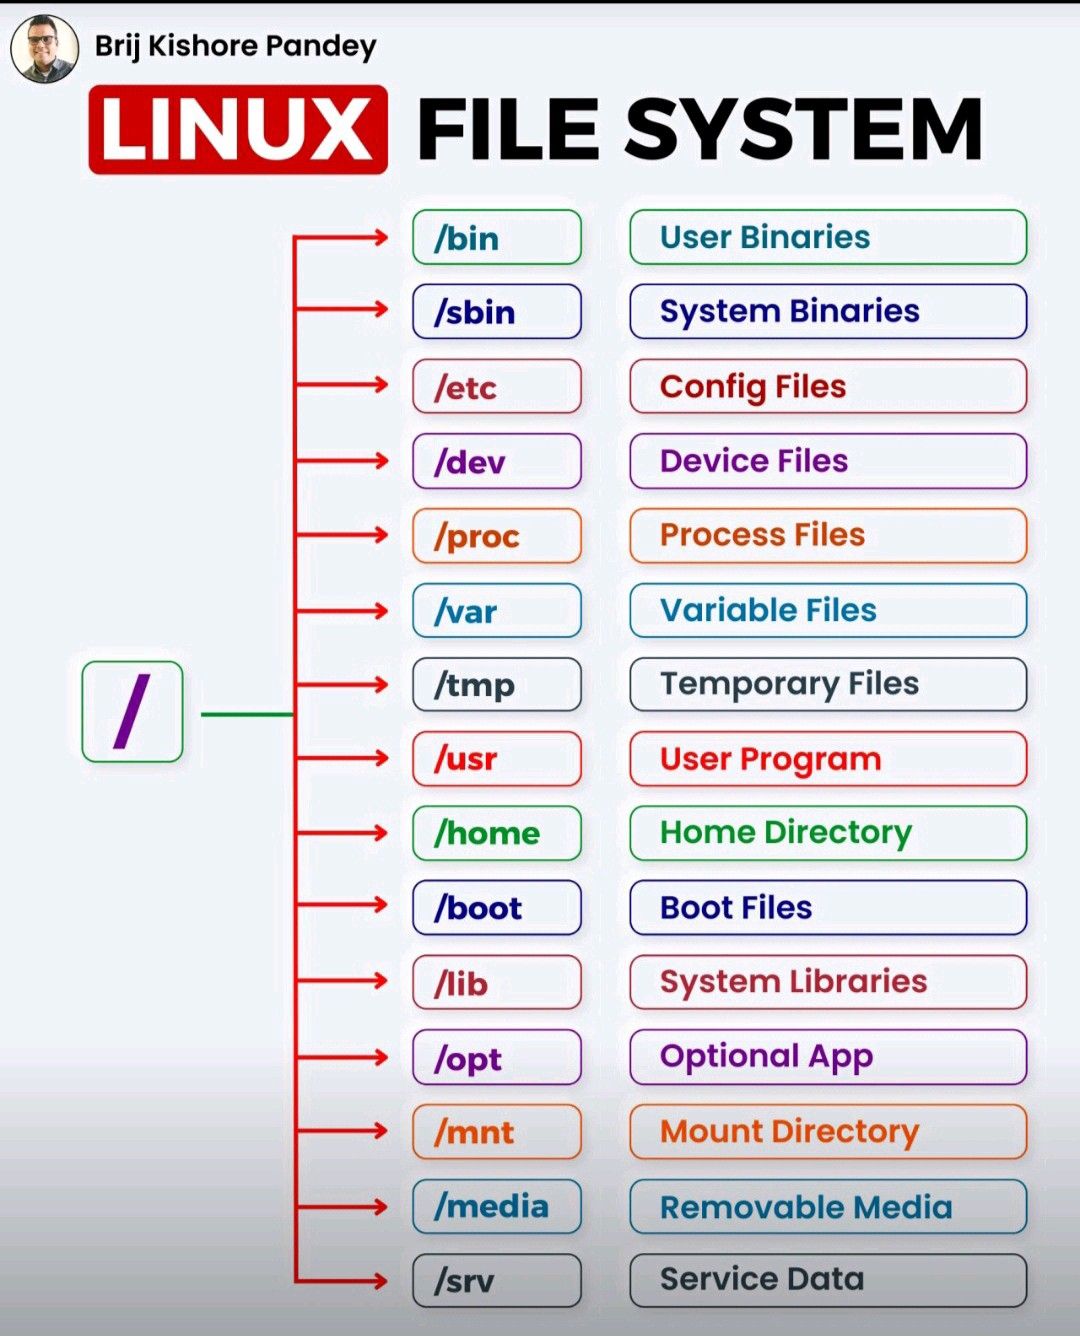 Brij Kishore Pandey
LINUX FILE SYSTEM
/bin User Binaries
/sbin System Binaries
/etc Config Files
/dev Device Files
/proc Process Files
/var Variable Files
/tmp Temporary Files
/
/usr User Program
/home Home Directory
/boot Boot Files
/lib System Libraries
/opt Optional App
/mnt Mount Directory
/media Removable Media
/srv Service Data